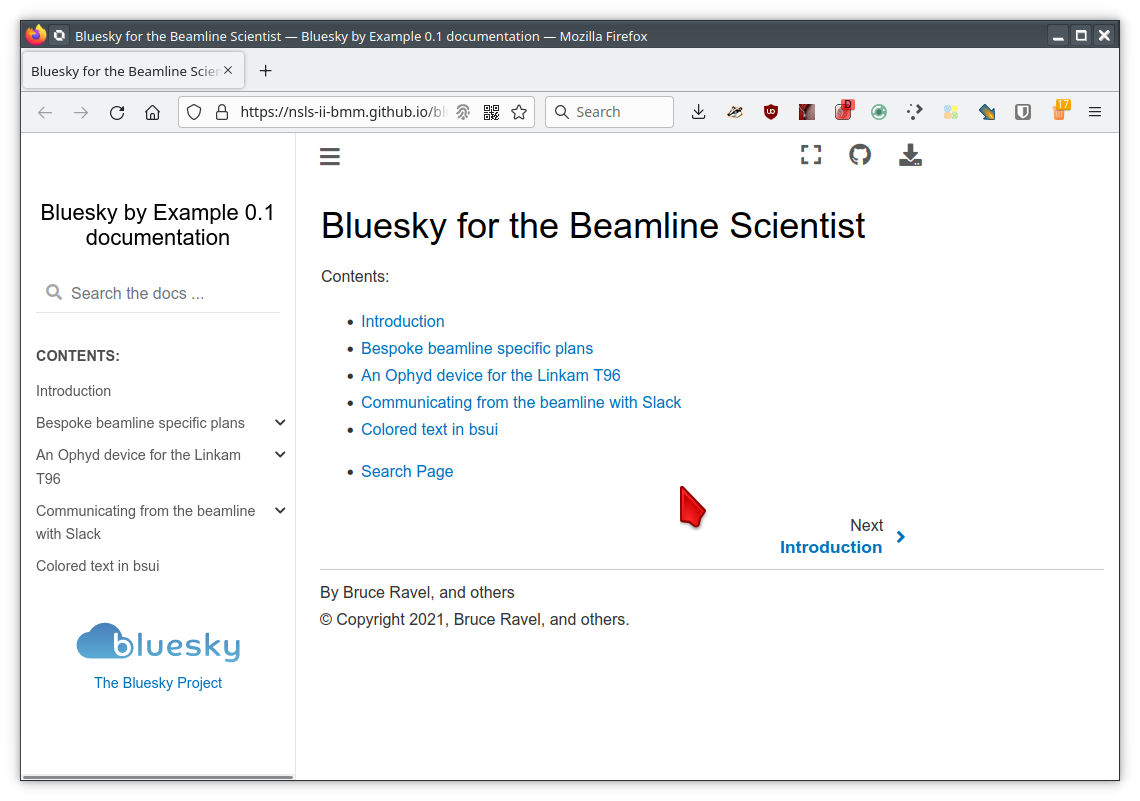 Bluesky for the Beamline Scientist — Bluesky by Example 0.1 documentation — Mozilla Firefox
Bluesky for the Beamline Scien
https://nsls-ii-bmm.github.io/bl
Search
D
17
Bluesky by Example 0.1
documentation
Search the docs ...
CONTENTS:
Introduction
Bespoke beamline specific plans
An Ophyd device for the Linkam
T96
Communicating from the beamline
with Slack
Colored text in bsui
bluesky
The Bluesky Project
Bluesky for the Beamline Scientist
Contents:
• Introduction
• Bespoke beamline specific plans
• An Ophyd device for the Linkam T96
• Communicating from the beamline with Slack
• Colored text in bsui
• Search Page
Next
Introduction
By Bruce Ravel, and others
© Copyright 2021, Bruce Ravel, and others.